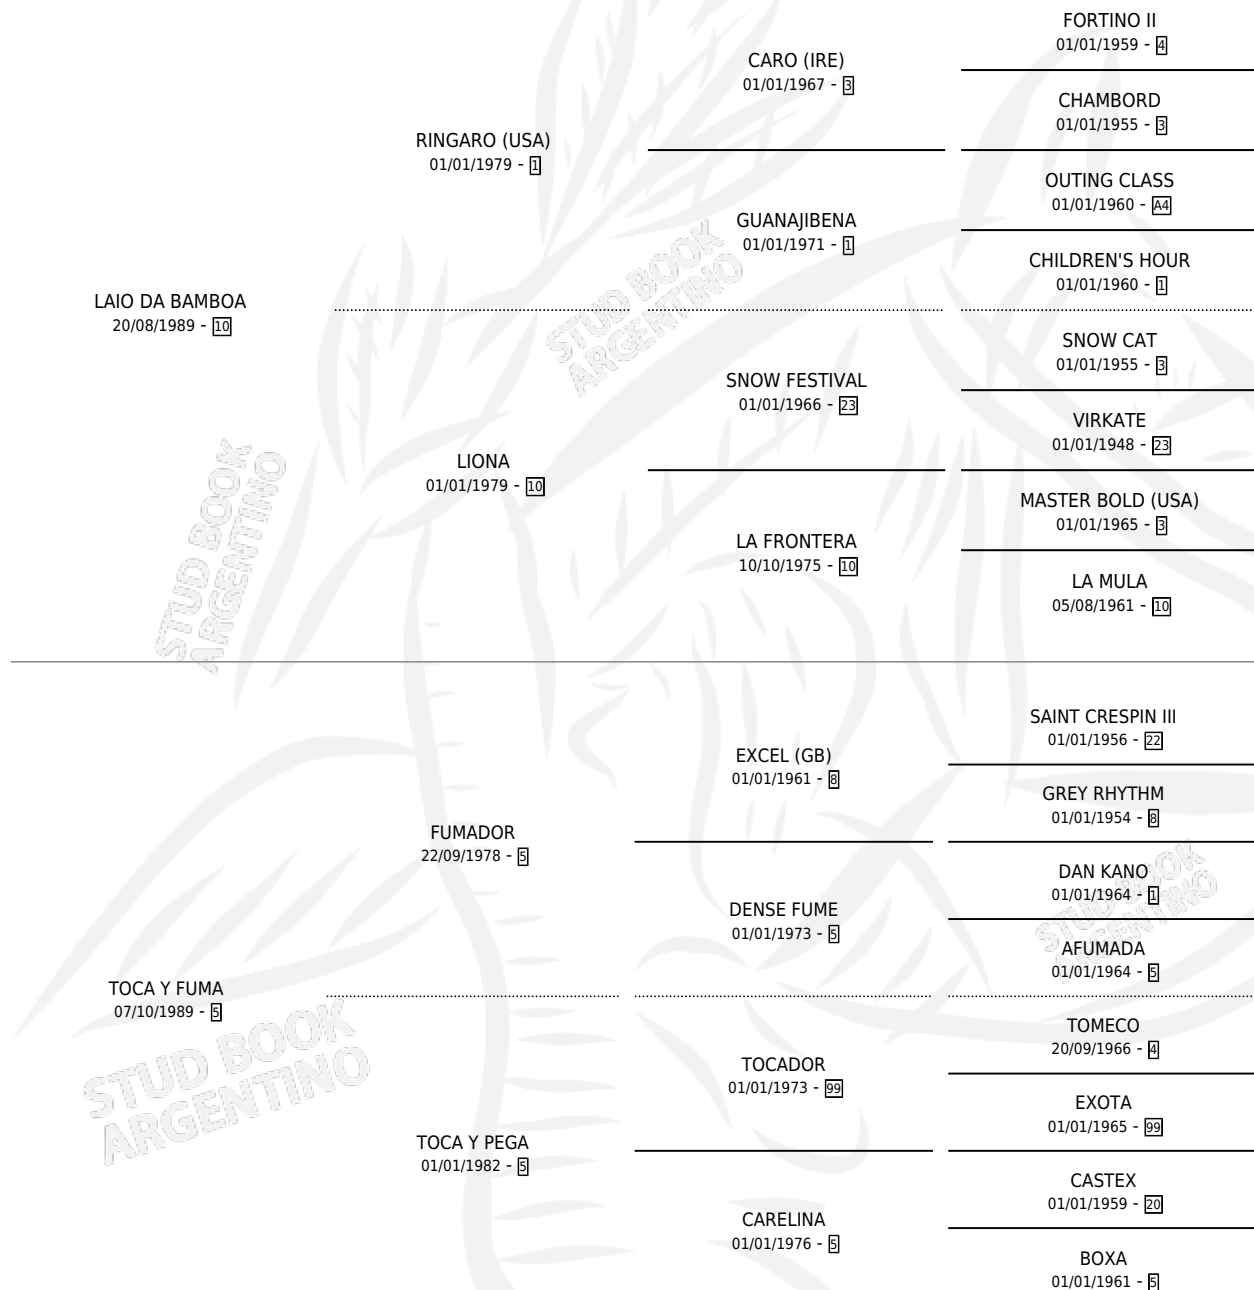 FORTINO II
01/01/1959 - 4
CARO (IRE)
01/01/1967 - 3
CHAMBORD
01/01/1955 - 3
RINGARO (USA)
01/01/1979 - 1
OUTING CLASS
01/01/1960 - A4
GUANAJIBENA
01/01/1971 - 1
CHILDREN'S HOUR
01/01/1960 - 1
LAIO DA BAMBOA
20/08/1989 - 10
SNOW CAT
01/01/1955 - 3
SNOW FESTIVAL
01/01/1966 - 23
VIRKATE
01/01/1948 - 23
LIONA
01/01/1979 - 10
MASTER BOLD (USA)
01/01/1965 - 3
LA FRONTERA
10/10/1975 - 10
LA MULA
05/08/1961 - 10
STUD BOOK
ARGENTINO
STUD BOOK
ARGENTINO
SAINT CRESPIN III
01/01/1956 - 22
EXCEL (GB)
01/01/1961 - 8
GREY RHYTHM
01/01/1954 - 8
FUMADOR
22/09/1978 - 5
DAN KANO
01/01/1964 - 1
DENSE FUME
01/01/1973 - 5
AFUMADA
01/01/1964 - 5
TOCA Y FUMA
07/10/1989 - 5
TOMECO
20/09/1966 - 4
TOCADOR
01/01/1973 - 99
EXOTA
01/01/1965 - 99
TOCA Y PEGA
01/01/1982 - 5
CASTEX
01/01/1959 - 20
CARELINA
01/01/1976 - 5
BOXA
01/01/1961 - 5
STUD BOOK
ARGENTINO
STUD BOOK
ARGENTINO